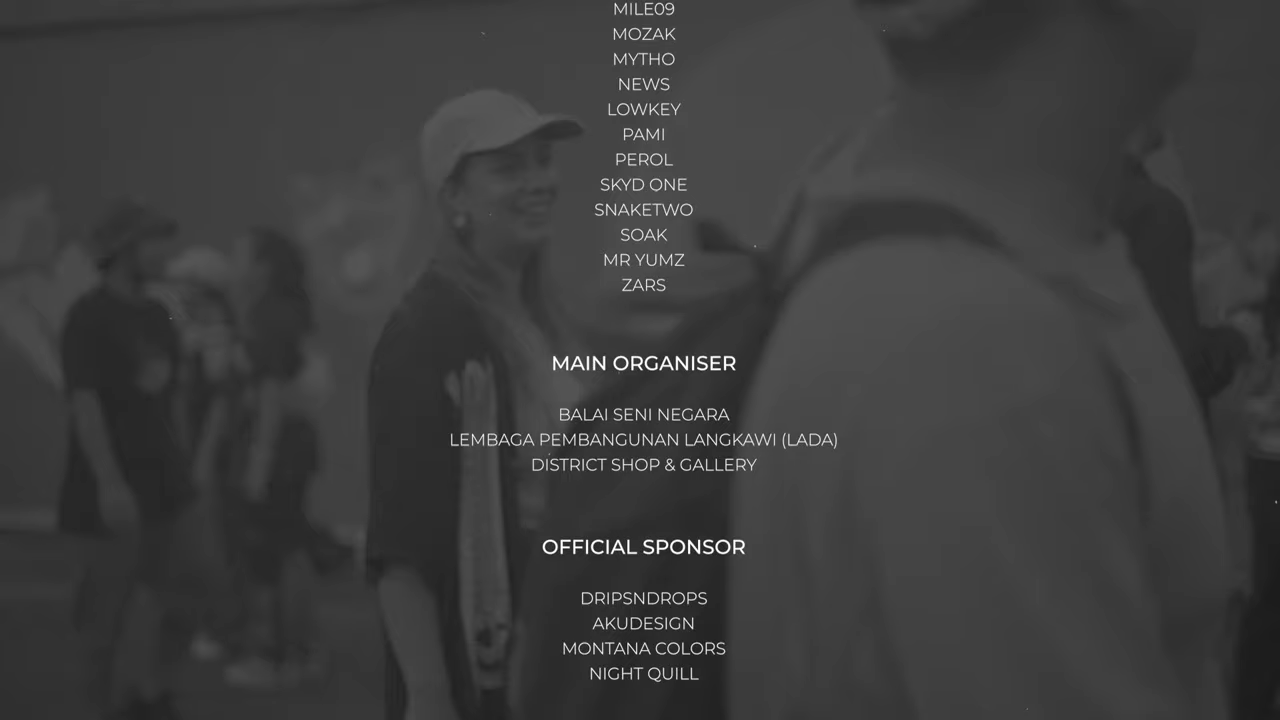 MILE09
MOZAK
MYTHO
NEWS
LOWKEY
PAMI
PEROL
SKYD ONE
SNAKETWO
SOAK
MR YUMZ
ZARS
MAIN ORGANISER
BALAI SENI NEGARA
LEMBAGA PEMBANGUNAN LANGKAWI (LADA)
DISTRICT SHOP & GALLERY
OFFICIAL SPONSOR
DRIPSNDROPS
AKUDESIGN
MONTANA COLORS
NIGHT QUILL